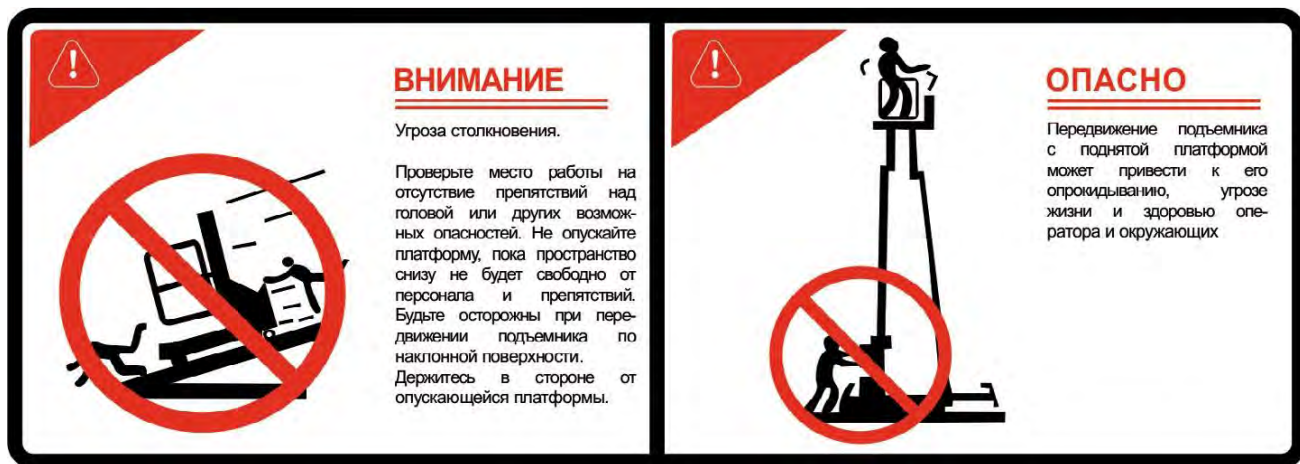 ВНИМАНИЕ
Угроза столкновения.
Проверьте место работы на
отсутствие препятствий над
головой или других возмож-
ных опасностей. Не опускайте
платформу, пока пространство
снизу не будет свободно от
персонала и препятствий.
Будьте осторожны при пере-
движении подъемника по
наклонной поверхности.
Держитесь в стороне от
опускающейся платформы.
ОПАСНО
Передвижение подъемника
с поднятой платформой
может привести к его
опрокидыванию, угрозе
жизни и здоровью опе-
ратора и окружающих